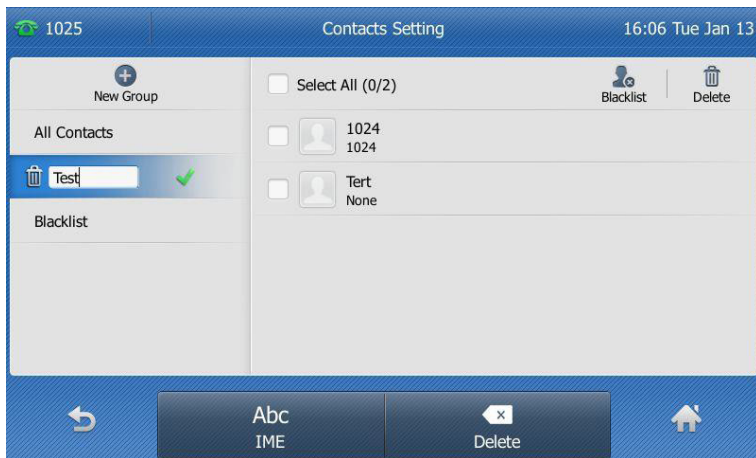 1025
Contacts Setting
16:06 Tue Jan 13
New Group
All Contacts
Test
Blacklist
Select All (0/2)
Blacklist
Delete
1024
1024
Tert
None
Abc
IME
Delete